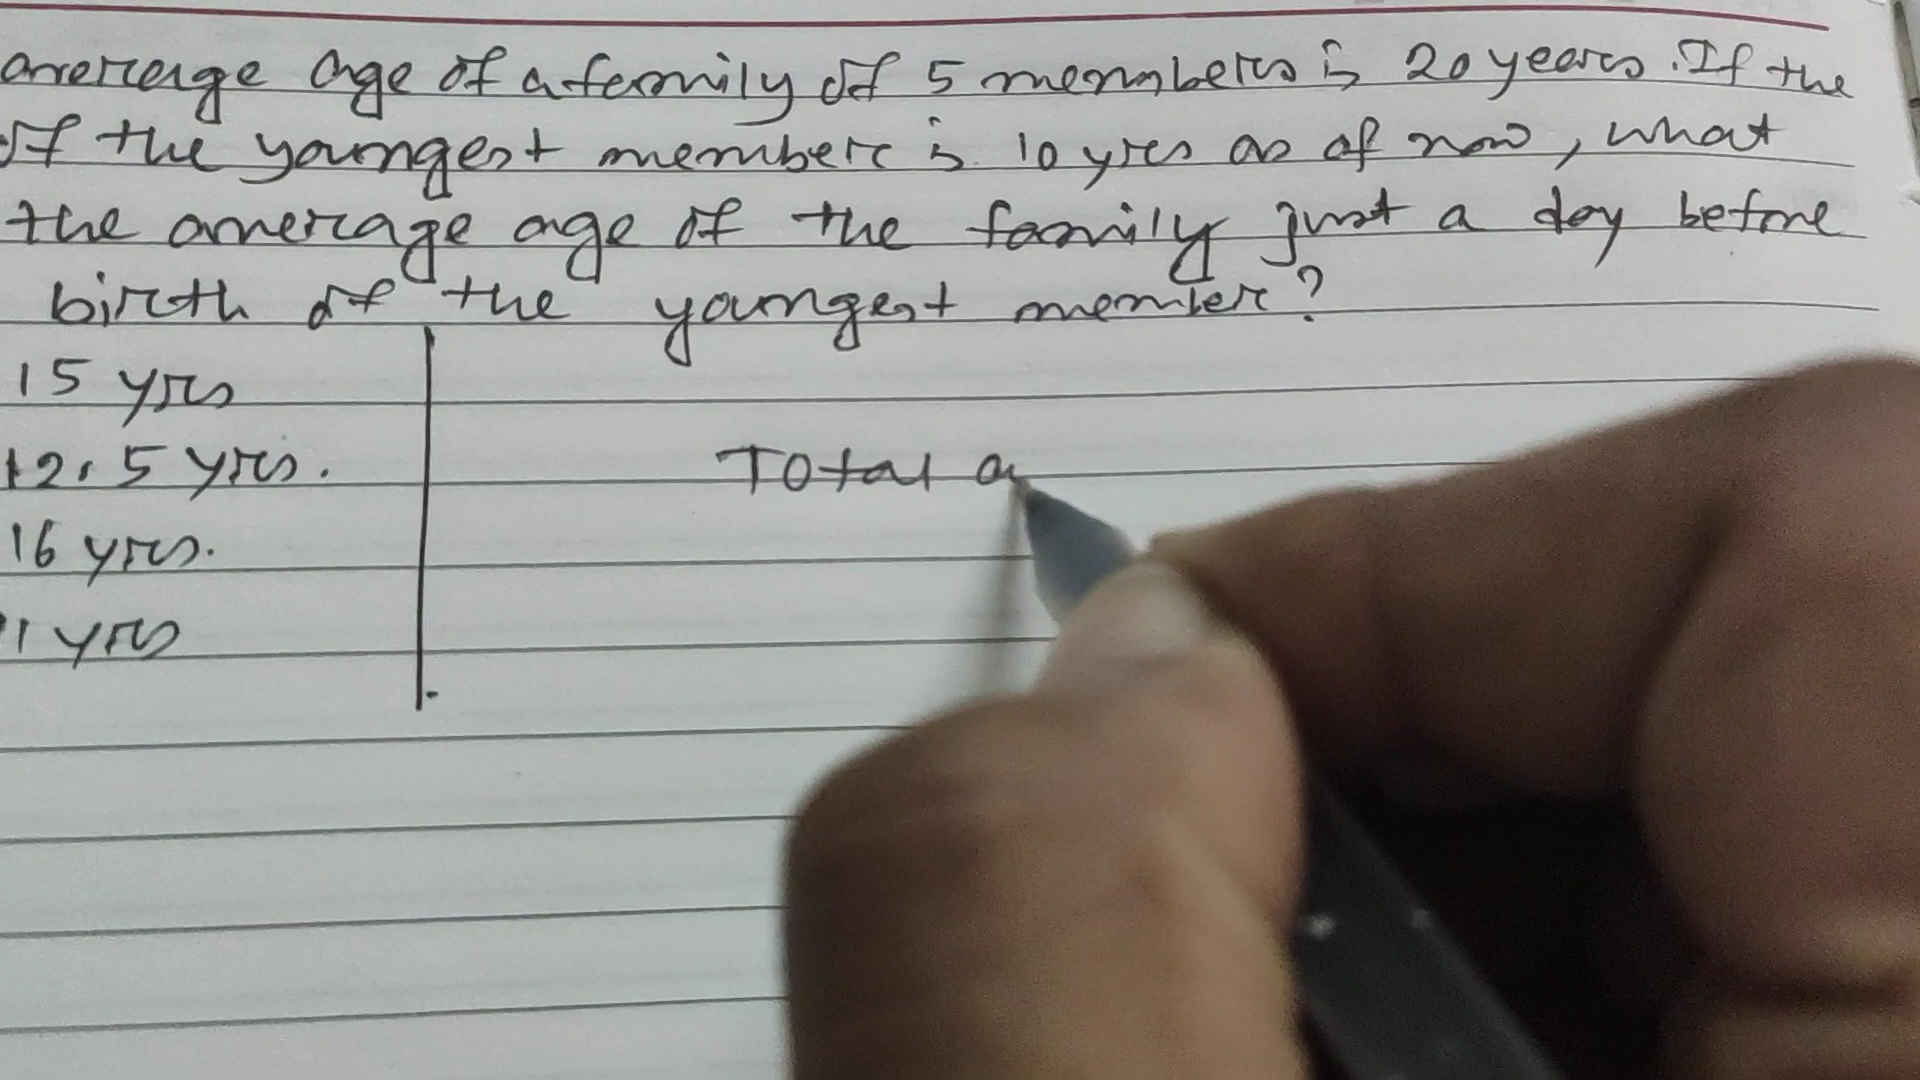 average age of a family of 5 members is 20 years. If the
of the youngest member is 10 yrs as of now, what
the average age of the family just a day before
birth of the youngest member?
15 yrs
12.5 yrs.
16 yrs.
11 yrs
Total a